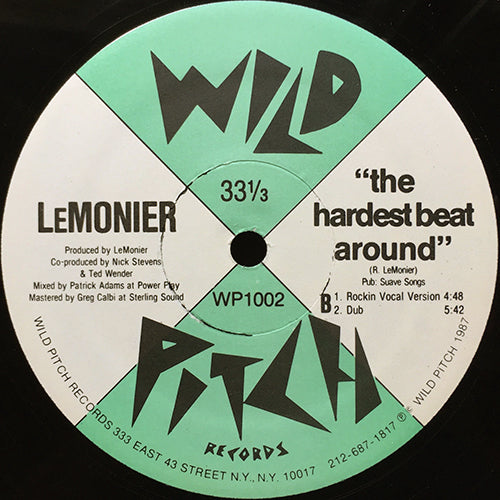 WILD
33 1/3
LEMONIER
Produced by LeMonier
Co-produced by Nick Stevens
& Ted Wender
Mixed by Patrick Adams at Power Play
Mastered by Greg Calbi at Sterling Sound
"the
hardest beat
around"
(R. LeMonier)
Pub: Suave Songs
B 1. Rockin Vocal Version 4:48
2. Dub 5:42
WP1002
PITCH
RECORDS
WILD PITCH RECORDS 333 EAST 43 STREET N.Y., N.Y. 10017 212-687-1817 ℗ © WILD PITCH 1987